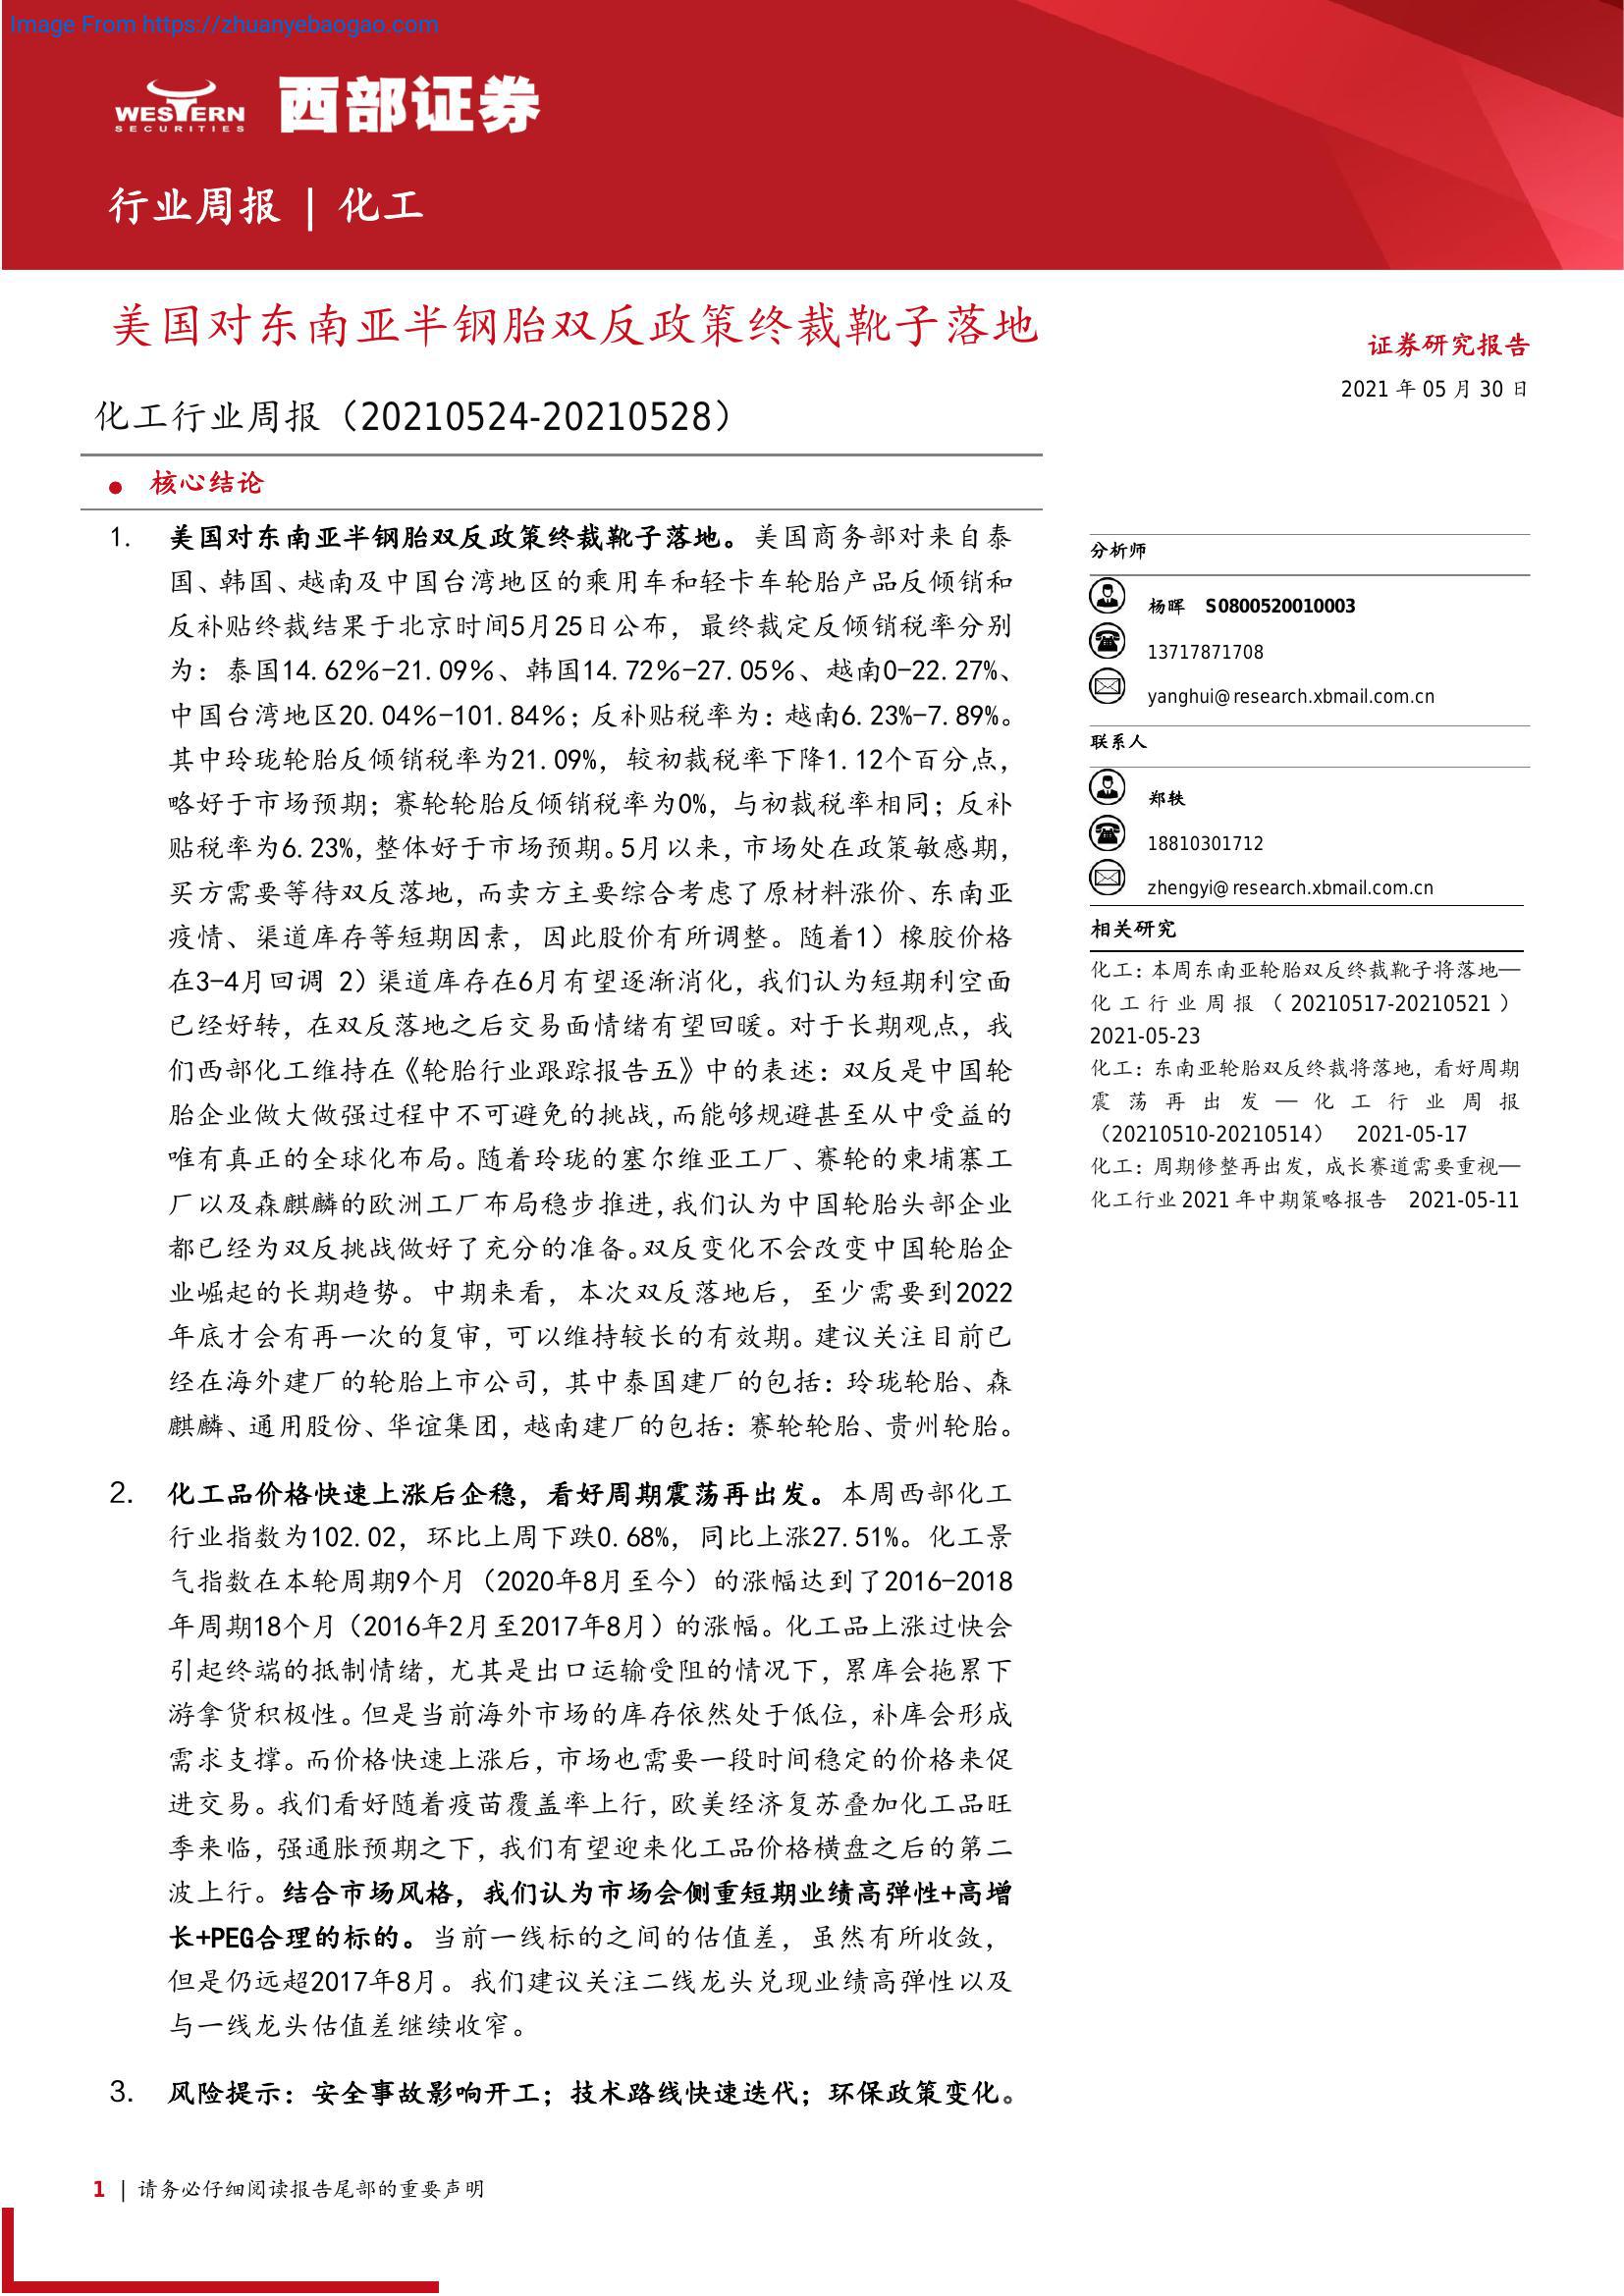 Image From https://zhuanyebaogao.com
WESTERN
SECURITIES
西部证券
行业周报 | 化工
美国对东南亚半钢胎双反政策终裁靴子落地
化工行业周报（20210524-20210528）
● 核心结论
1. 美国对东南亚半钢胎双反政策终裁靴子落地。美国商务部对来自泰
国、韩国、越南及中国台湾地区的乘用车和轻卡车轮胎产品反倾销和
反补贴终裁结果于北京时间5月25日公布，最终裁定反倾销税率分别
为：泰国14.62%-21.09%、韩国14.72%-27.05%、越南0-22.27%、
中国台湾地区20.04%-101.84%；反补贴税率为：越南6.23%-7.89%。
其中玲珑轮胎反倾销税率为21.09%，较初裁税率下降1.12个百分点，
略好于市场预期；赛轮轮胎反倾销税率为0%，与初裁税率相同；反补
贴税率为6.23%，整体好于市场预期。5月以来，市场处在政策敏感期，
买方需要等待双反落地，而卖方主要综合考虑了原材料涨价、东南亚
疫情、渠道库存等短期因素，因此股价有所调整。随着1）橡胶价格
在3-4月回调 2）渠道库存在6月有望逐渐消化，我们认为短期利空面
已经好转，在双反落地之后交易面情绪有望回暖。对于长期观点，我
们西部化工维持在《轮胎行业跟踪报告五》中的表述：双反是中国轮
胎企业做大做强过程中不可避免的挑战，而能够规避甚至从中受益的
唯有真正的全球化布局。随着玲珑的塞尔维亚工厂、赛轮的柬埔寨工
厂以及森麒麟的欧洲工厂布局稳步推进，我们认为中国轮胎头部企业
都已经为双反挑战做好了充分的准备。双反变化不会改变中国轮胎企
业崛起的长期趋势。中期来看，本次双反落地后，至少需要到2022
年底才会有再一次的复审，可以维持较长的有效期。建议关注目前已
经在海外建厂的轮胎上市公司，其中泰国建厂的包括：玲珑轮胎、森
麒麟、通用股份、华谊集团，越南建厂的包括：赛轮轮胎、贵州轮胎。
2. 化工品价格快速上涨后企稳，看好周期震荡再出发。本周西部化工
行业指数为102.02，环比上周下跌0.68%，同比上涨27.51%。化工景
气指数在本轮周期9个月（2020年8月至今）的涨幅达到了2016-2018
年周期18个月（2016年2月至2017年8月）的涨幅。化工品上涨过快会
引起终端的抵制情绪，尤其是出口运输受阻的情况下，累库会拖累下
游拿货积极性。但是当前海外市场的库存依然处于低位，补库会形成
需求支撑。而价格快速上涨后，市场也需要一段时间稳定的价格来促
进交易。我们看好随着疫苗覆盖率上行，欧美经济复苏叠加化工品旺
季来临，强通胀预期之下，我们有望迎来化工品价格横盘之后的第二
波上行。结合市场风格，我们认为市场会侧重短期业绩高弹性+高增
长+PEG合理的标的。当前一线标的之间的估值差，虽然有所收敛，
但是仍远超2017年8月。我们建议关注二线龙头兑现业绩高弹性以及
与一线龙头估值差继续收窄。
3. 风险提示：安全事故影响开工；技术路线快速迭代；环保政策变化。
证券研究报告
2021 年 05 月 30 日
分析师
杨晖 S0800520010003
13717871708
yanghui@research.xbmail.com.cn
联系人
郑轶
18810301712
zhengyi@research.xbmail.com.cn
相关研究
化工：本周东南亚轮胎双反终裁靴子将落地—
化工行业周报（20210517-20210521）
2021-05-23
化工：东南亚轮胎双反终裁将落地，看好周期
震荡再出发—化工行业周报
（20210510-20210514） 2021-05-17
化工：周期修整再出发，成长赛道需要重视—
化工行业 2021 年中期策略报告 2021-05-11
1 | 请务必仔细阅读报告尾部的重要声明